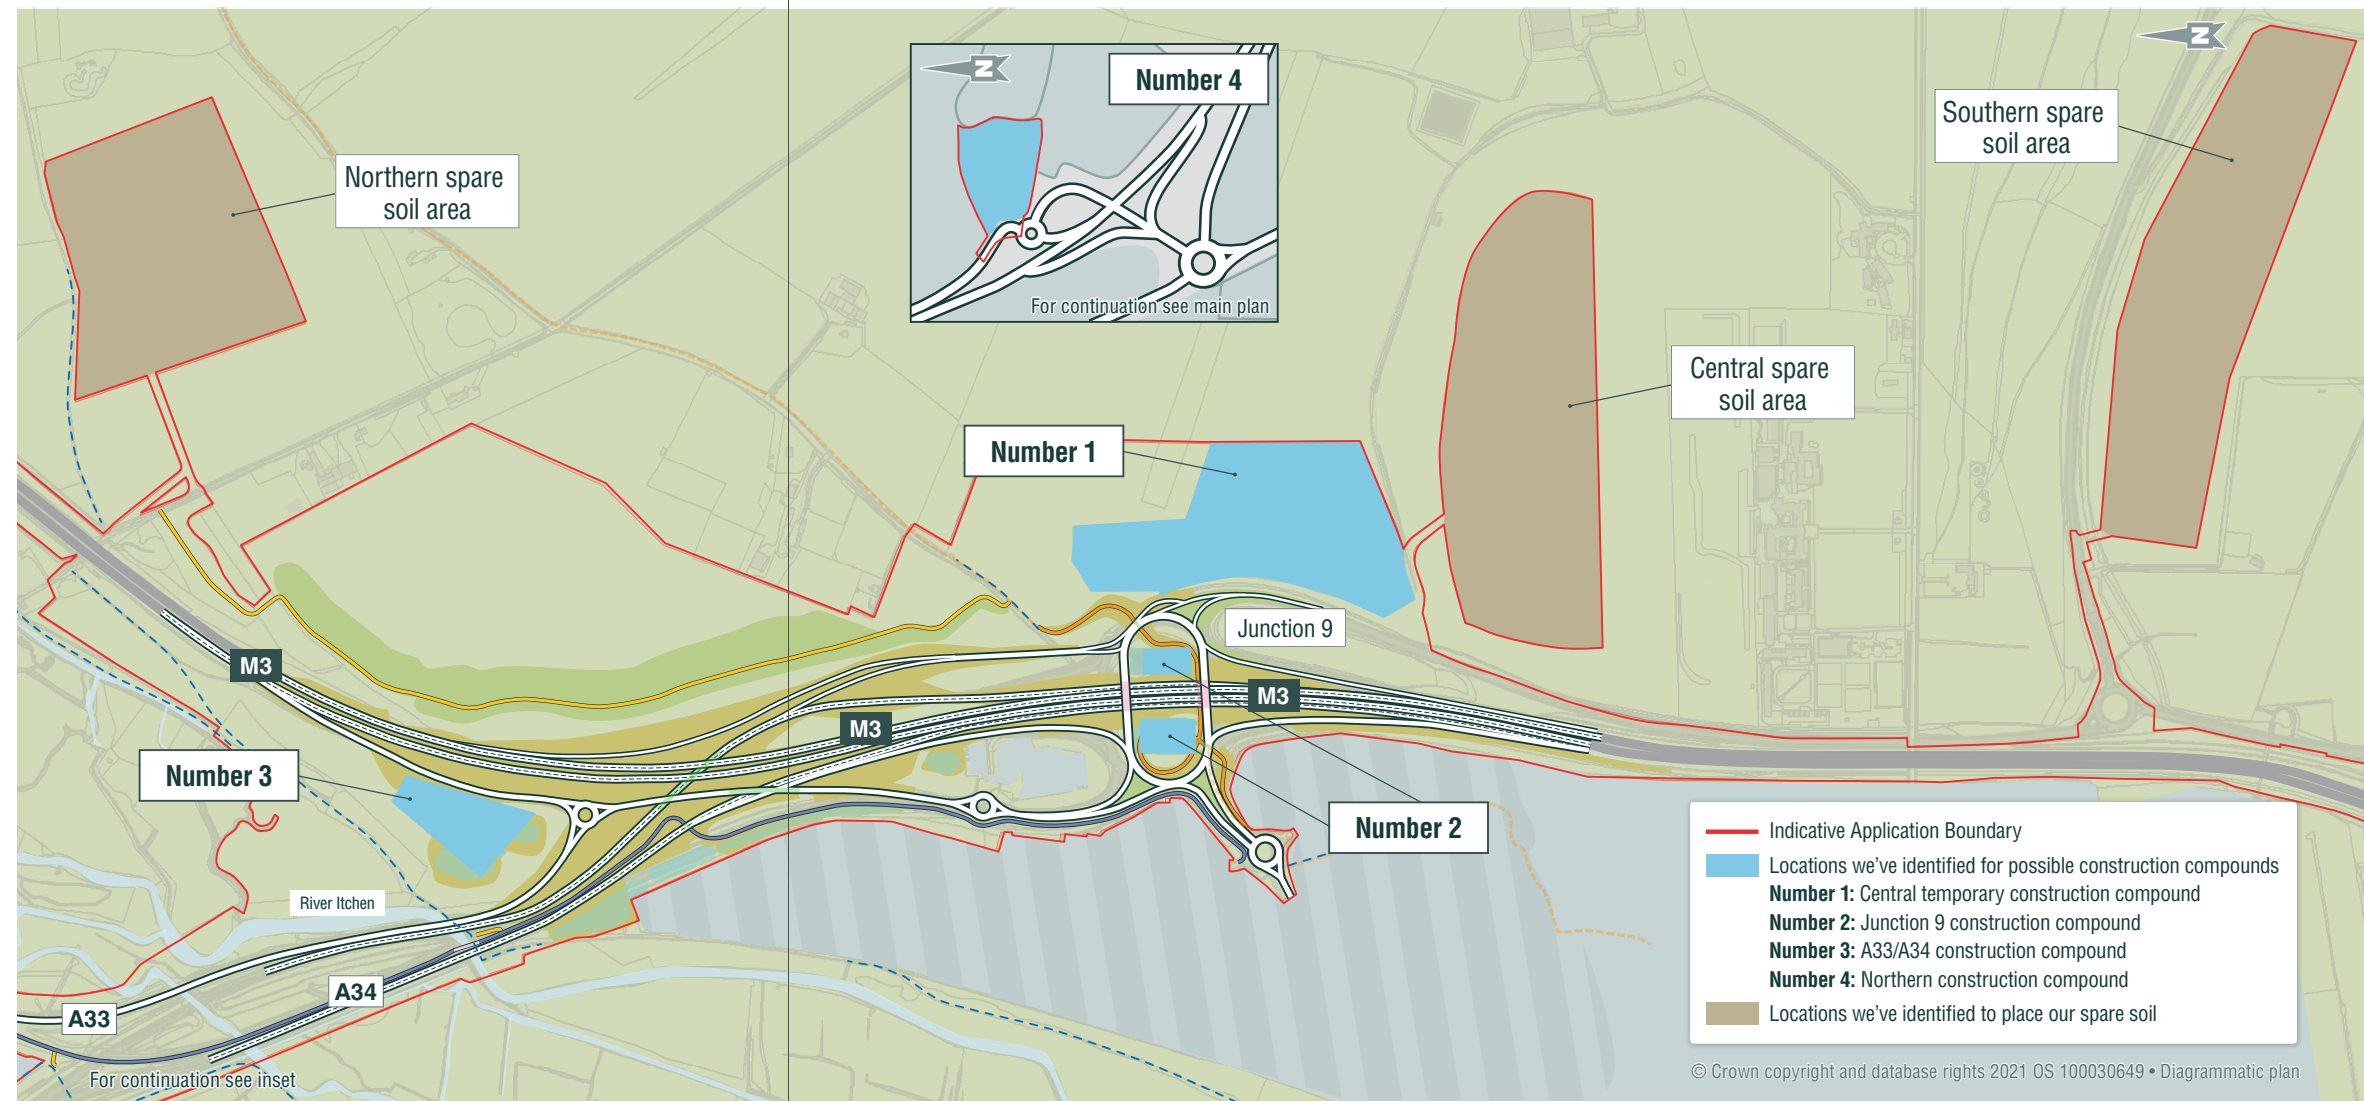 N
Number 4
For continuation see main plan
N
Southern spare
soil area
Northern spare
soil area
Central spare
soil area
Number 1
Junction 9
M3
M3
M3
Number 3
Number 2
River Itchen
A34
A33
For continuation see inset
Indicative Application Boundary
Locations we've identified for possible construction compounds
Number 1: Central temporary construction compound
Number 2: Junction 9 construction compound
Number 3: A33/A34 construction compound
Number 4: Northern construction compound
Locations we've identified to place our spare soil
© Crown copyright and database rights 2021 OS 100030649 • Diagrammatic plan